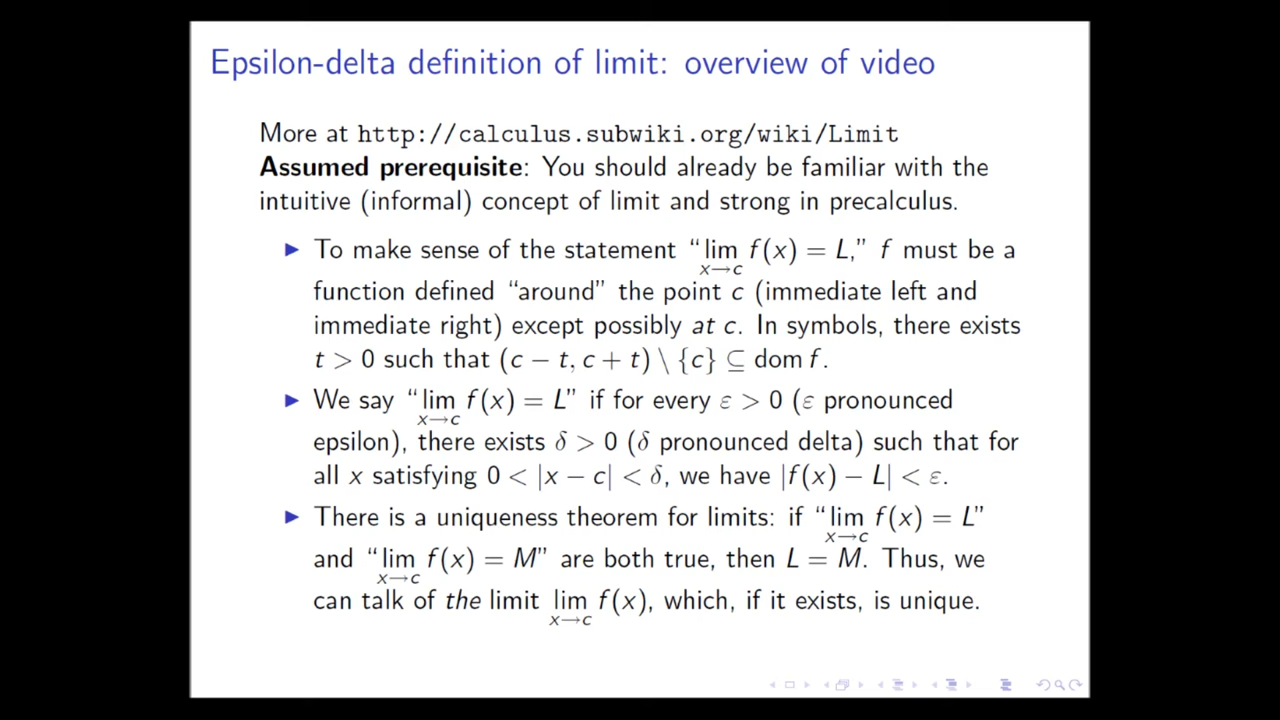 Epsilon-delta definition of limit: overview of video
More at http://calculus.subwiki.org/wiki/Limit
Assumed prerequisite: You should already be familiar with the
intuitive (informal) concept of limit and strong in precalculus.
▶ To make sense of the statement “lim x→c f(x) = L,” f must be a
function defined “around” the point c (immediate left and
immediate right) except possibly at c. In symbols, there exists
t > 0 such that (c − t, c + t) \ {c} ⊆ dom f.
▶ We say “lim x→c f(x) = L” if for every ε > 0 (ε pronounced
epsilon), there exists δ > 0 (δ pronounced delta) such that for
all x satisfying 0 < |x − c| < δ, we have |f(x) − L| < ε.
▶ There is a uniqueness theorem for limits: if “lim x→c f(x) = L”
and “lim x→c f(x) = M” are both true, then L = M. Thus, we
can talk of the limit lim x→c f(x), which, if it exists, is unique.